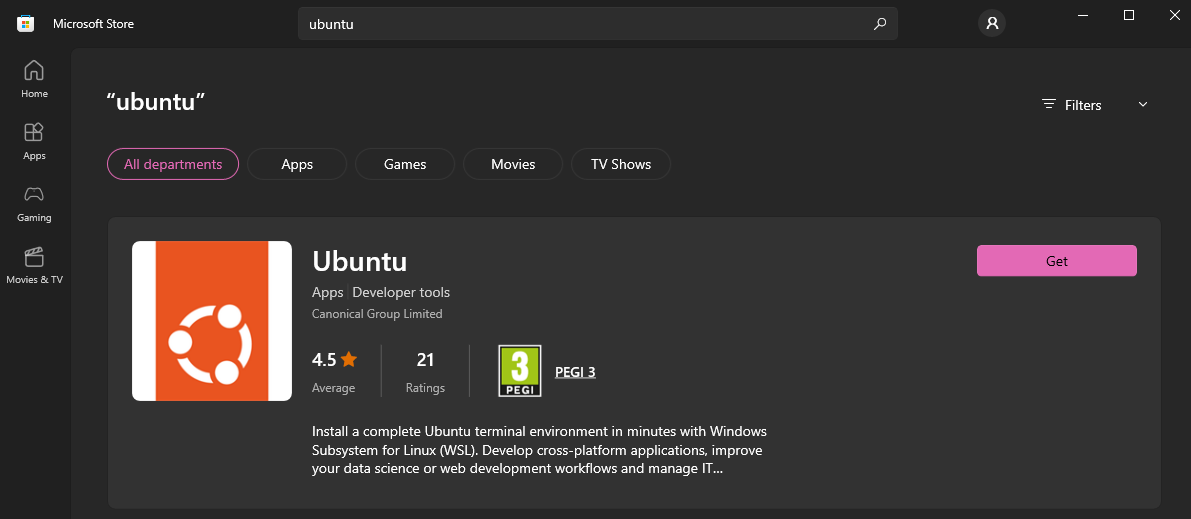 Microsoft Store
ubuntu
Home
Apps
Gaming
Movies & TV
“ubuntu”
Filters
All departments
Apps
Games
Movies
TV Shows
Ubuntu
Get
Apps
Developer tools
Canonical Group Limited
4.5
Average
21
Ratings
3
PEGI
PEGI 3
Install a complete Ubuntu terminal environment in minutes with Windows
Subsystem for Linux (WSL). Develop cross-platform applications, improve
your data science or web development workflows and manage IT...